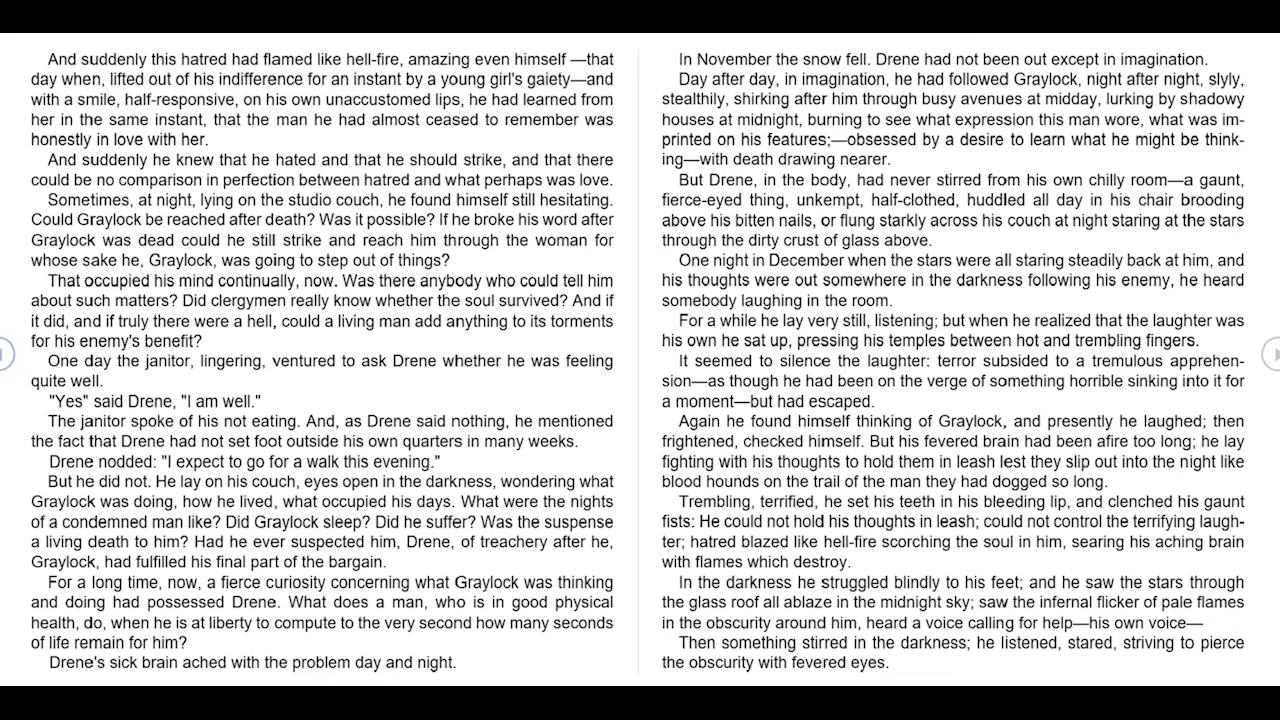 And suddenly this hatred had flamed like hell-fire, amazing even himself —that
day when, lifted out of his indifference for an instant by a young girl's gaiety—and
with a smile, half-responsive, on his own unaccustomed lips, he had learned from
her in the same instant, that the man he had almost ceased to remember was
honestly in love with her.
And suddenly he knew that he hated and that he should strike, and that there
could be no comparison in perfection between hatred and what perhaps was love.
Sometimes, at night, lying on the studio couch, he found himself still hesitating.
Could Graylock be reached after death? Was it possible? If he broke his word after
Graylock was dead could he still strike and reach him through the woman for
whose sake he, Graylock, was going to step out of things?
That occupied his mind continually, now. Was there anybody who could tell him
about such matters? Did clergymen really know whether the soul survived? And if
it did, and if truly there were a hell, could a living man add anything to its torments
for his enemy's benefit?
One day the janitor, lingering, ventured to ask Drene whether he was feeling
quite well.
"Yes" said Drene, "I am well."
The janitor spoke of his not eating. And, as Drene said nothing, he mentioned
the fact that Drene had not set foot outside his own quarters in many weeks.
Drene nodded: "I expect to go for a walk this evening."
But he did not. He lay on his couch, eyes open in the darkness, wondering what
Graylock was doing, how he lived, what occupied his days. What were the nights
of a condemned man like? Did Graylock sleep? Did he suffer? Was the suspense
a living death to him? Had he ever suspected him, Drene, of treachery after he,
Graylock, had fulfilled his final part of the bargain.
For a long time, now, a fierce curiosity concerning what Graylock was thinking
and doing had possessed Drene. What does a man, who is in good physical
health, do, when he is at liberty to compute to the very second how many seconds
of life remain for him?
Drene's sick brain ached with the problem day and night.
In November the snow fell. Drene had not been out except in imagination.
Day after day, in imagination, he had followed Graylock, night after night, slyly,
stealthily, shirking after him through busy avenues at midday, lurking by shadowy
houses at midnight, burning to see what expression this man wore, what was im-
printed on his features;—obsessed by a desire to learn what he might be think-
ing—with death drawing nearer.
But Drene, in the body, had never stirred from his own chilly room—a gaunt,
fierce-eyed thing, unkempt, half-clothed, huddled all day in his chair brooding
above his bitten nails, or flung starkly across his couch at night staring at the stars
through the dirty crust of glass above.
One night in December when the stars were all staring steadily back at him, and
his thoughts were out somewhere in the darkness following his enemy, he heard
somebody laughing in the room.
For a while he lay very still, listening; but when he realized that the laughter was
his own he sat up, pressing his temples between hot and trembling fingers.
It seemed to silence the laughter: terror subsided to a tremulous apprehen-
sion—as though he had been on the verge of something horrible sinking into it for
a moment—but had escaped.
Again he found himself thinking of Graylock, and presently he laughed; then
frightened, checked himself. But his fevered brain had been afire too long; he lay
fighting with his thoughts to hold them in leash lest they slip out into the night like
blood hounds on the trail of the man they had dogged so long.
Trembling, terrified, he set his teeth in his bleeding lip, and clenched his gaunt
fists: He could not hold his thoughts in leash; could not control the terrifying laugh-
ter; hatred blazed like hell-fire scorching the soul in him, searing his aching brain
with flames which destroy.
In the darkness he struggled blindly to his feet; and he saw the stars through
the glass roof all ablaze in the midnight sky; saw the infernal flicker of pale flames
in the obscurity around him, heard a voice calling for help—his own voice—
Then something stirred in the darkness; he listened, stared, striving to pierce
the obscurity with fevered eyes.